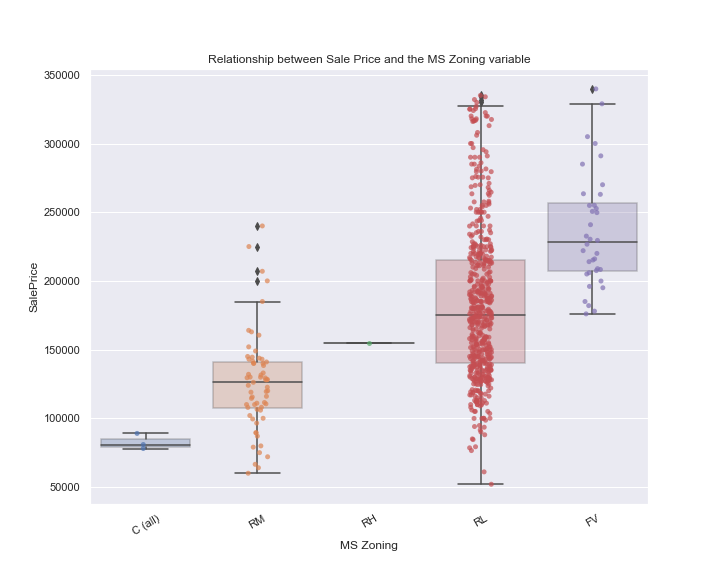 Relationship between Sale Price and the MS Zoning variable
350000
300000
250000
200000
150000
100000
50000
SalePrice
C (all)
RM
RH
RL
FV
MS Zoning